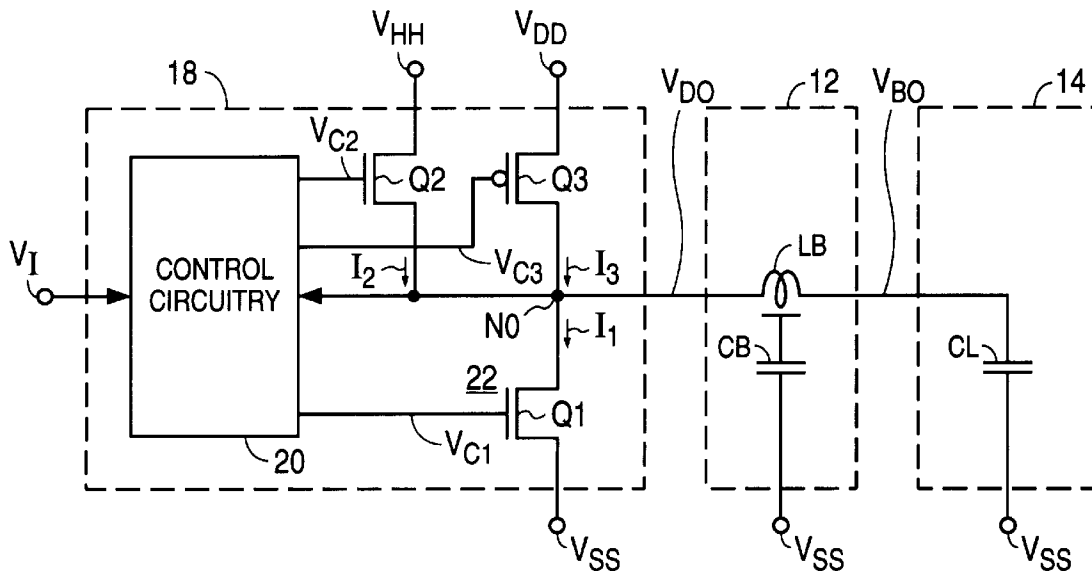 V_HH
V_DD
18
V_DO
12
V_BO
14
V_C2
Q2
Q3
V_I
CONTROL
CIRCUITRY
I_2
V_C3
I_3
LB
N0
I_1
CB
CL
22
Q1
20
V_C1
V_SS
V_SS
V_SS